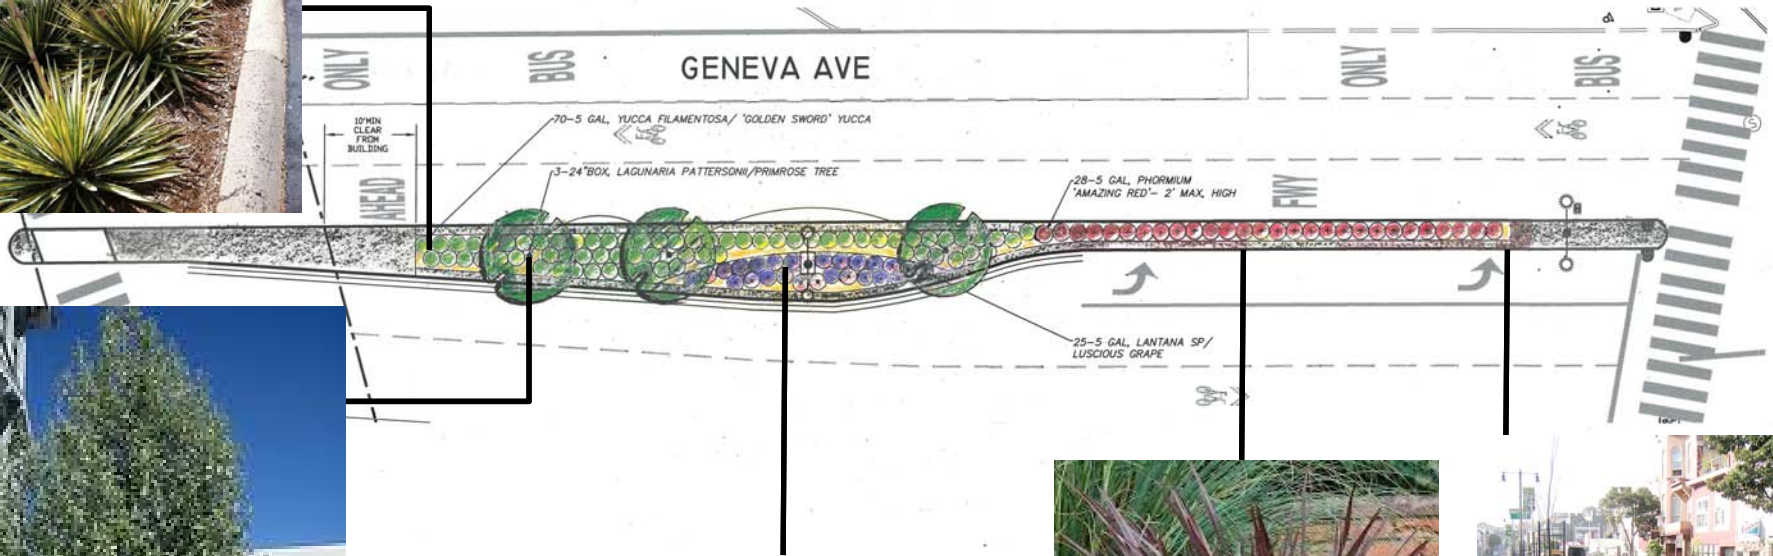 ONLY
BUS
GENEVA AVE
ONLY
BUS
10'MIN
CLEAR
FROM
BUILDING
70-5 GAL, YUCCA FILAMENTOSA/ 'GOLDEN SWORD' YUCCA
3-24"BOX, LAGUNARIA PATTERSONII/PRIMROSE TREE
28-5 GAL, PHORMIUM
'AMAZING RED'- 2' MAX, HIGH
AHEAD
FWY
S
25-5 GAL, LANTANA SP/
LUSCIOUS GRAPE